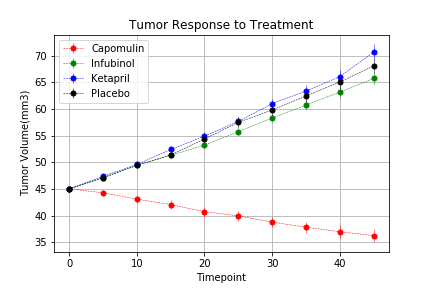 Tumor Response to Treatment
Capomulin
Infubinol
Ketapril
Placebo
Tumor Volume(mm3)
70
65
60
55
50
45
40
35
0 10 20 30 40
Timepoint